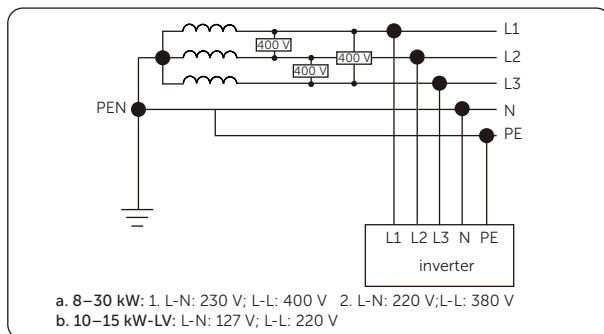 L1
400 V
400 V
L2
400 V
L3
PEN
N
PE
L1 L2 L3 N PE
inverter
a. 8–30 kW: 1. L-N: 230 V; L-L: 400 V 2. L-N: 220 V;L-L: 380 V
b. 10–15 kW-LV: L-N: 127 V; L-L: 220 V